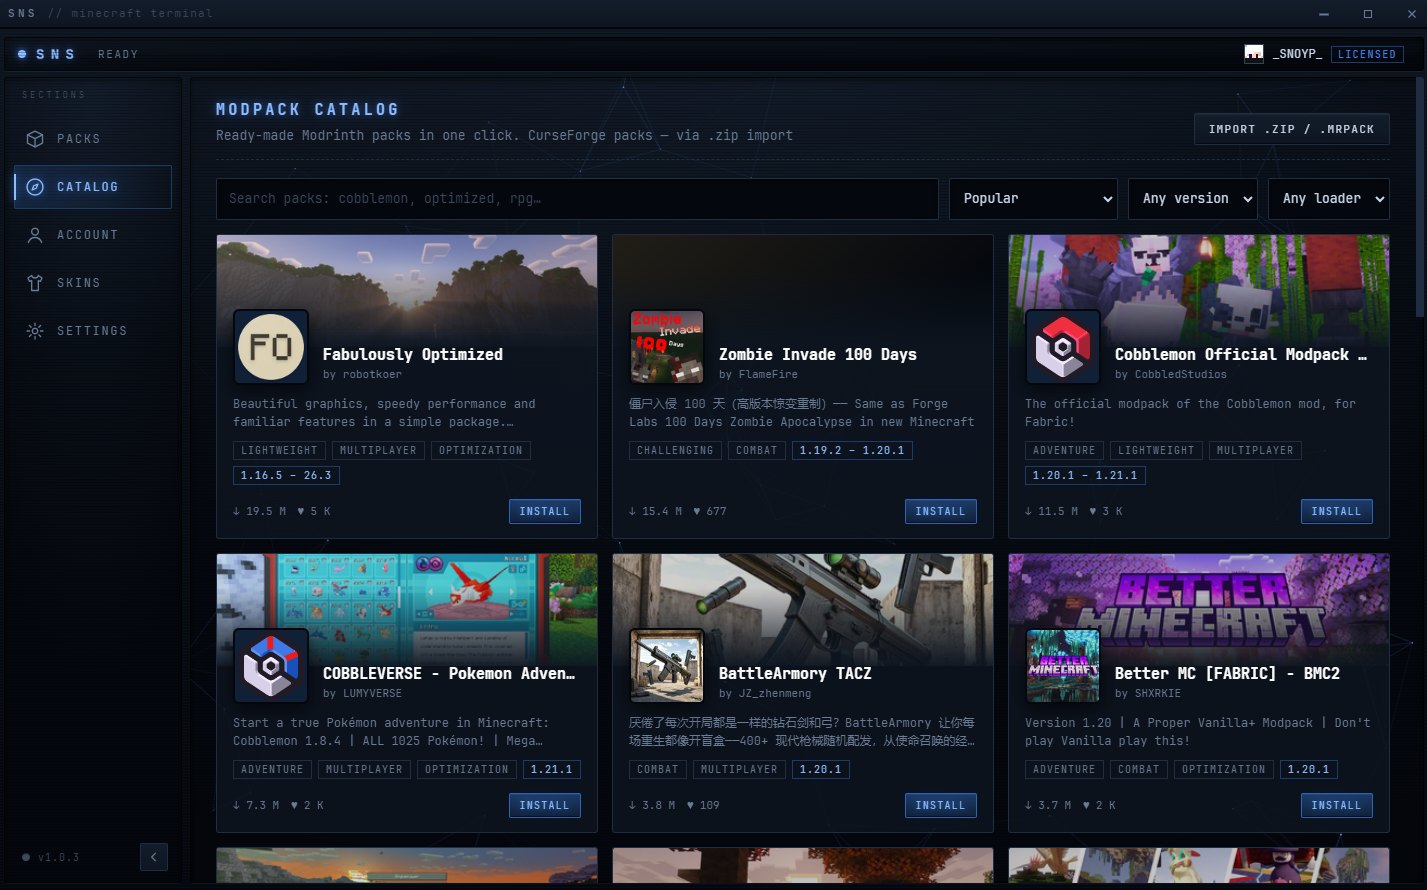 SNS // minecraft terminal
SNS READY
_SNOYP_ LICENSED
SECTIONS
PACKS
CATALOG
ACCOUNT
SKINS
SETTINGS
v1.0.3
MODPACK CATALOG
Ready-made Modrinth packs in one click. CurseForge packs — via .zip import
IMPORT .ZIP / .MRPACK
Search packs: cobblemon, optimized, rpg…
Popular
Any version
Any loader
FO
Fabulously Optimized
by robotkoer
Beautiful graphics, speedy performance and
familiar features in a simple package.…
LIGHTWEIGHT MULTIPLAYER OPTIMIZATION
1.16.5 – 26.3
↓ 19.5 M ♥ 5 K
INSTALL
Zombie
Invade
100 Days
Zombie Invade 100 Days
by FlameFire
僵尸入侵 100 天（高版本惊变重制）—— Same as Forge
Labs 100 Days Zombie Apocalypse in new Minecraft
CHALLENGING COMBAT 1.19.2 – 1.20.1
↓ 15.4 M ♥ 677
INSTALL
Cobblemon Official Modpack …
by CobbledStudios
The official modpack of the Cobblemon mod, for
Fabric!
ADVENTURE LIGHTWEIGHT MULTIPLAYER
1.20.1 – 1.21.1
↓ 11.5 M ♥ 3 K
INSTALL
COBBLEVERSE - Pokemon Adven…
by LUMYVERSE
Start a true Pokémon adventure in Minecraft:
Cobblemon 1.8.4 | ALL 1025 Pokémon! | Mega…
ADVENTURE MULTIPLAYER OPTIMIZATION 1.21.1
↓ 7.3 M ♥ 2 K
INSTALL
BattleArmory TACZ
by JZ_zhenmeng
厌倦了每次开局都是一样的钻石剑和弓？BattleArmory 让你每
场重生都像开盲盒——400+ 现代枪械随机配发，从使命召唤的经…
COMBAT MULTIPLAYER 1.20.1
↓ 3.8 M ♥ 109
INSTALL
BETTER
MINECRAFT
BETTER
MINECRAFT
Better MC [FABRIC] - BMC2
by SHXRKIE
Version 1.20 | A Proper Vanilla+ Modpack | Don't
play Vanilla play this!
ADVENTURE COMBAT OPTIMIZATION 1.20.1
↓ 3.7 M ♥ 2 K
INSTALL